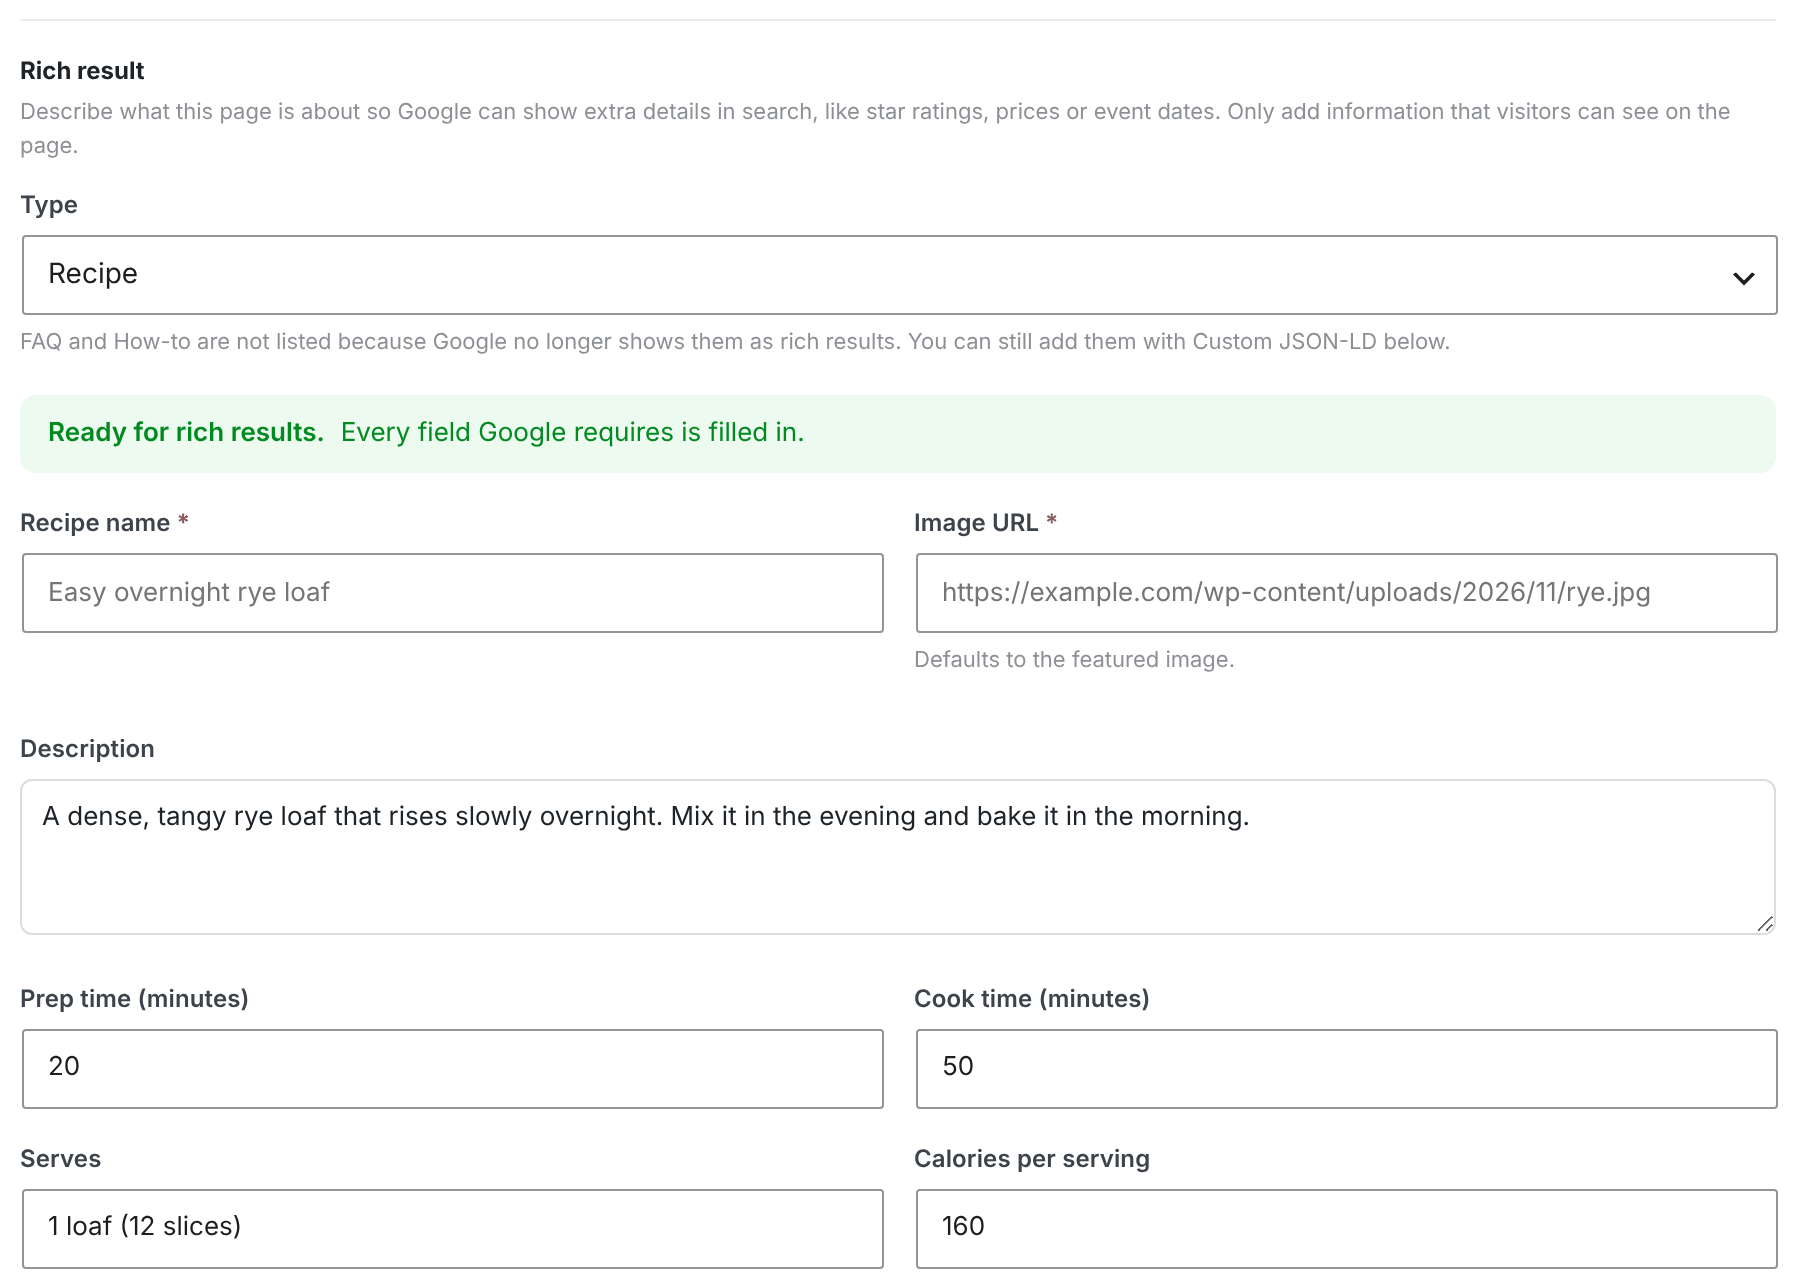 Rich result
Describe what this page is about so Google can show extra details in search, like star ratings, prices or event dates. Only add information that visitors can see on the
page.
Type
Recipe
FAQ and How-to are not listed because Google no longer shows them as rich results. You can still add them with Custom JSON-LD below.
Ready for rich results. Every field Google requires is filled in.
Recipe name *
Easy overnight rye loaf
Image URL *
https://example.com/wp-content/uploads/2026/11/rye.jpg
Defaults to the featured image.
Description
A dense, tangy rye loaf that rises slowly overnight. Mix it in the evening and bake it in the morning.
Prep time (minutes)
20
Cook time (minutes)
50
Serves
1 loaf (12 slices)
Calories per serving
160